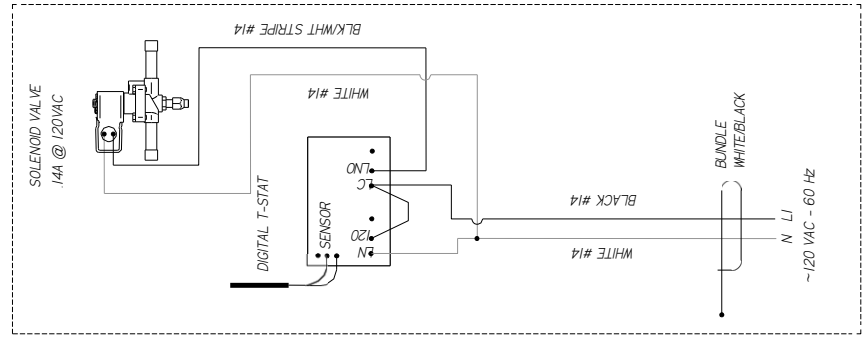 BLK/WHT STRIPE #14
WHITE #14
SOLENOID VALVE
.14A @ 120VAC
DIGITAL T-STAT
SENSOR
LNO
LC
120
LN
BLACK #14
WHITE #14
BUNDLE
WHITE/BLACK
L1
N
~120 VAC - 60 Hz